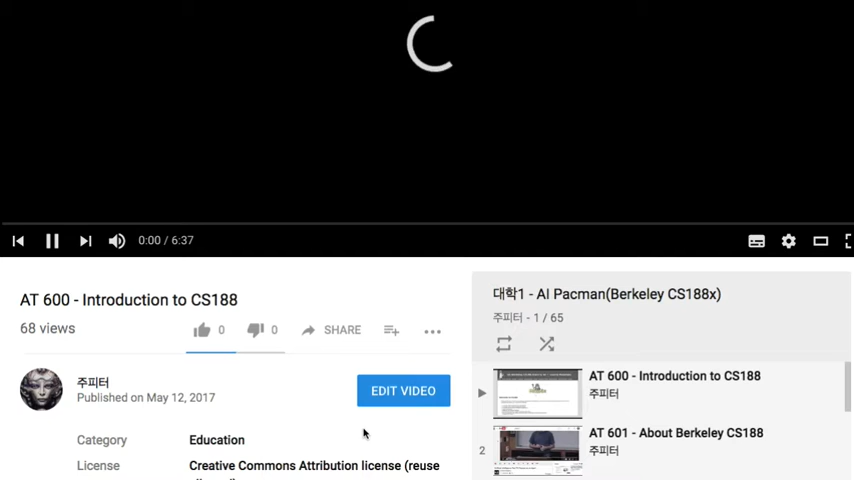 0:00 / 6:37
AT 600 - Introduction to CS188
68 views
0
0
SHARE
주피터
Published on May 12, 2017
EDIT VIDEO
Category
Education
License
Creative Commons Attribution license (reuse
대학1 - AI Pacman(Berkeley CS188x)
주피터 - 1 / 65
AT 600 - Introduction to CS188
주피터
2
AT 601 - About Berkeley CS188
주피터